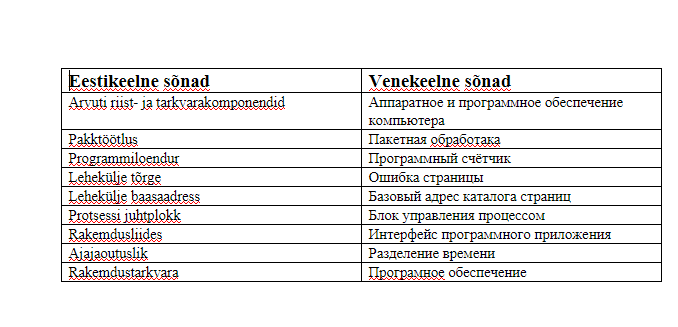 Eestikeelne sõnad Venekeelne sõnad
Arvuti riist- ja tarkvarakomponendid Аппаратное и программное обеспечение
компьютера
Pakktöötlus Пакетная обработака
Programmiloendur Программный счётчик
Lehekülje tõrge Ошибка страницы
Lehekülje baasaadress Базовый адрес каталога страниц
Protsessi juhtplokk Блок управления процессом
Rakendusliides Интерфейс программного приложения
Ajajaoutuslik Разделение времени
Rakendustarkvara Програмное обеспечение